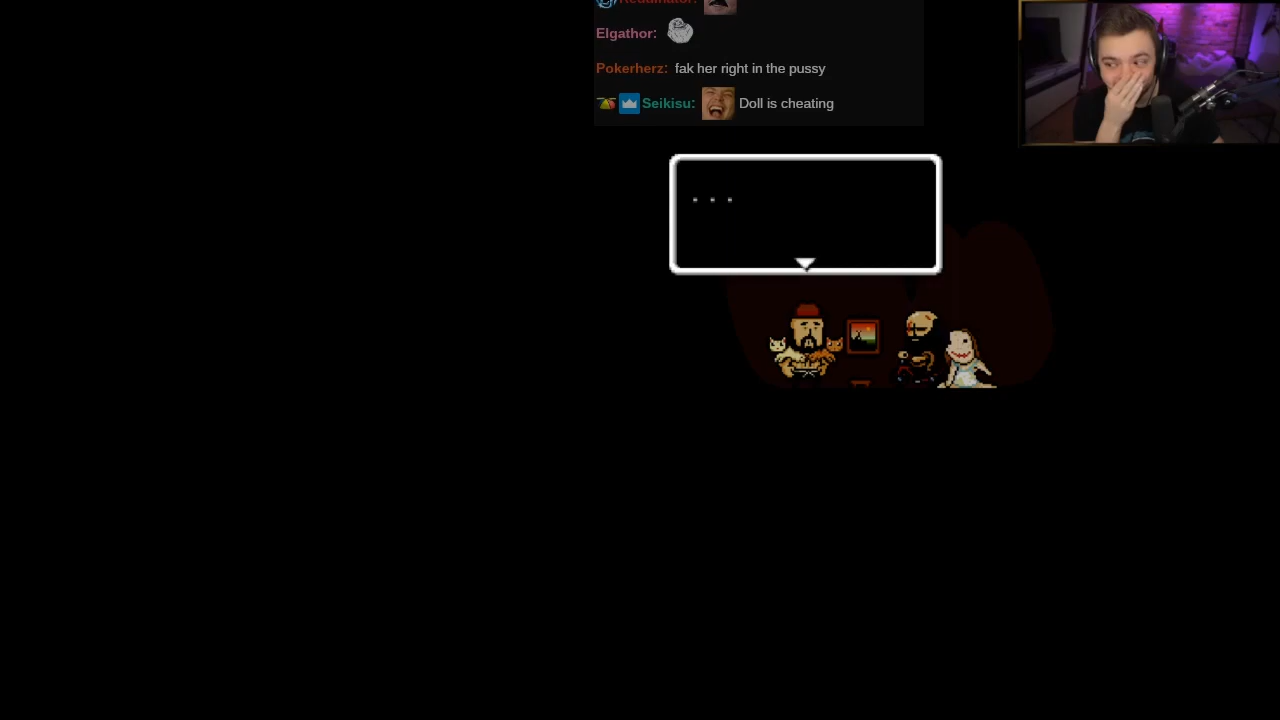 Elgathor:
Pokerherz: fak her right in the pussy
Seikisu: Doll is cheating
. . .